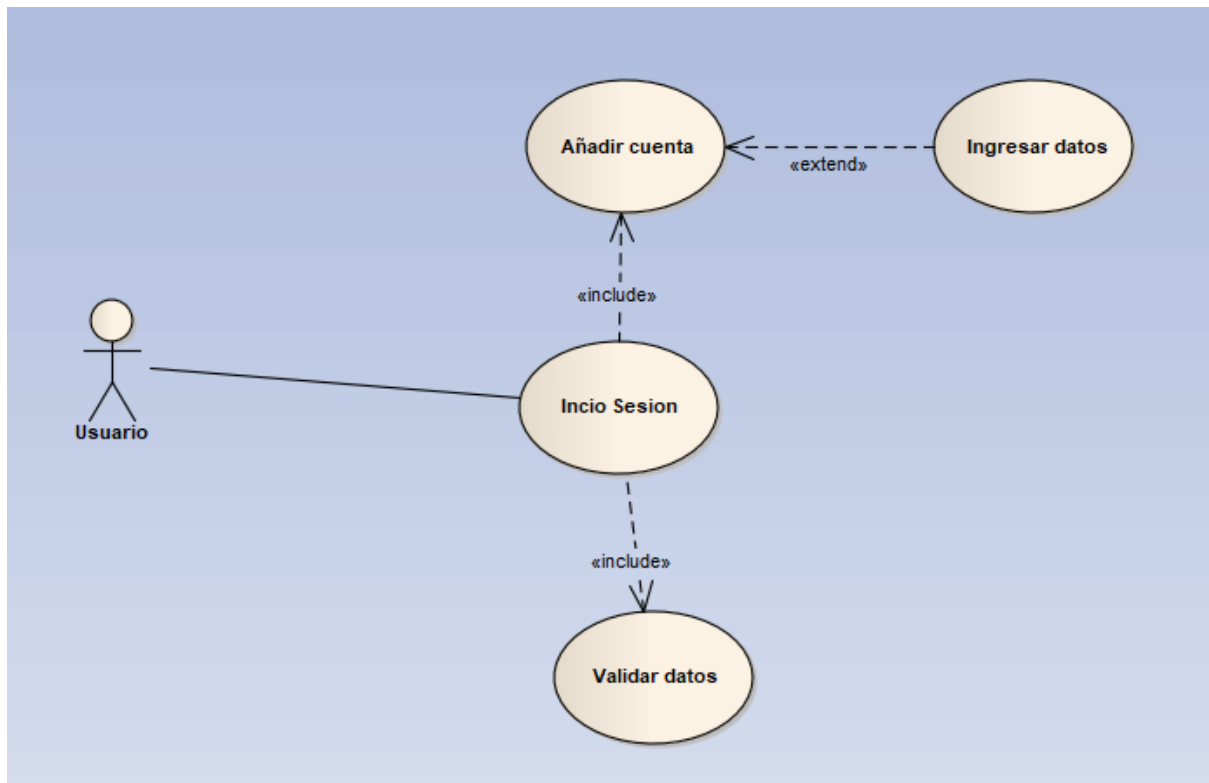 Añadir cuenta
«extend»
Ingresar datos
«include»
Usuario
Incio Sesion
«include»
Validar datos